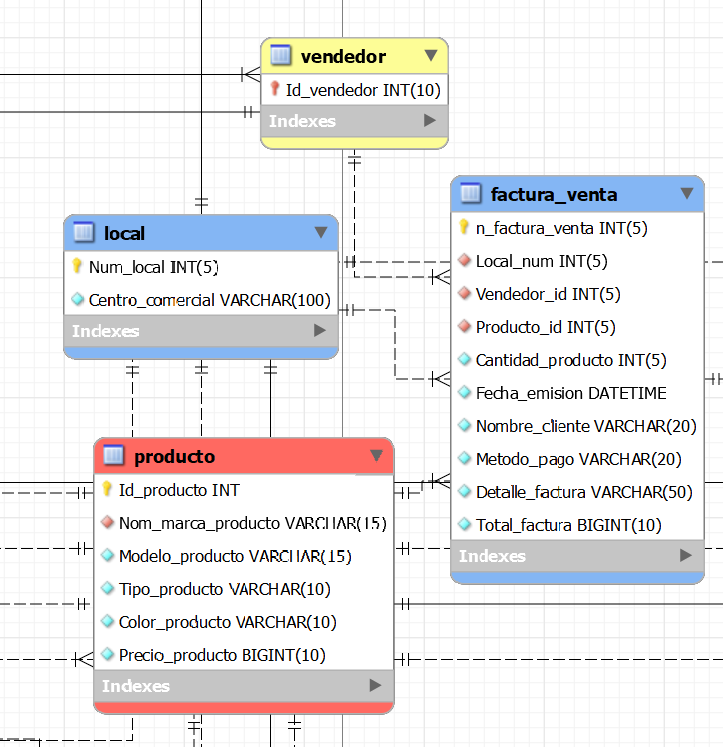 vendedor
Id_vendedor INT(10)
Indexes
local
Num_local INT(5)
Centro_comercial VARCHAR(100)
Indexes
factura_venta
n_factura_venta INT(5)
Local_num INT(5)
Vendedor_id INT(5)
Producto_id INT(5)
Cantidad_producto INT(5)
Fecha_emision DATETIME
Nombre_cliente VARCHAR(20)
Metodo_pago VARCHAR(20)
Detalle_factura VARCHAR(50)
Total_factura BIGINT(10)
Indexes
producto
Id_producto INT
Nom_marca_producto VARCHAR(15)
Modelo_producto VARCHAR(15)
Tipo_producto VARCHAR(10)
Color_producto VARCHAR(10)
Precio_producto BIGINT(10)
Indexes